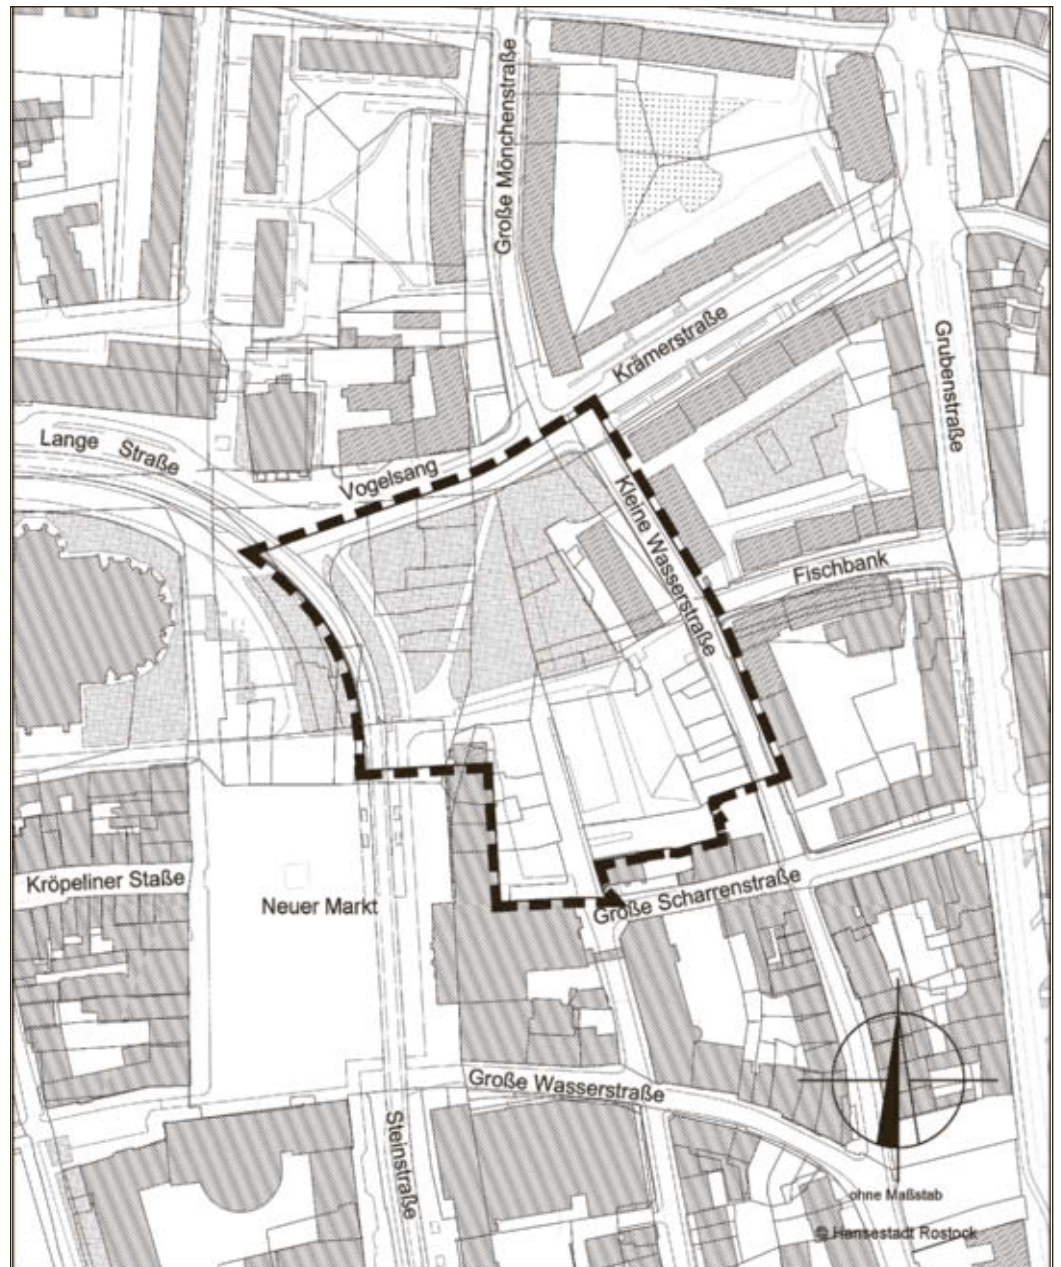 Große Mönchenstraße
Krämerstraße
Grubenstraße
Lange Straße
Vogelsang
Kleine Wasserstraße
Fischbank
Kröpeliner Staße
Neuer Markt
Große Scharrenstraße
Große Wasserstraße
Steinstraße
ohne Maßstab
© Hansestadt Rostock